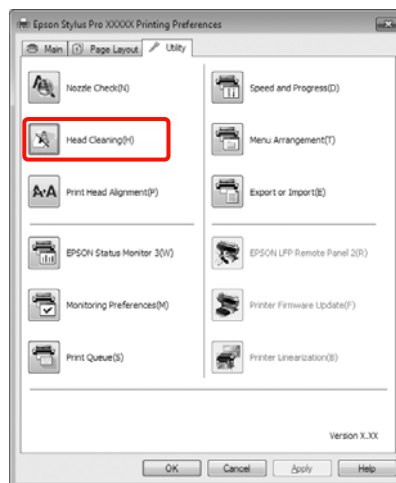 Epson Stylus Pro XXXXX Printing Preferences
Main
Page Layout
Utility
Nozzle Check(N)
Speed and Progress(D)
Head Cleaning(H)
Menu Arrangement(T)
Print Head Alignment(P)
Export or Import(E)
EPSON Status Monitor 3(W)
EPSON LFP Remote Panel 2(R)
Monitoring Preferences(M)
Printer Firmware Update(F)
Print Queue(S)
Printer Linearization(B)
Version X.XX
OK
Cancel
Apply
Help